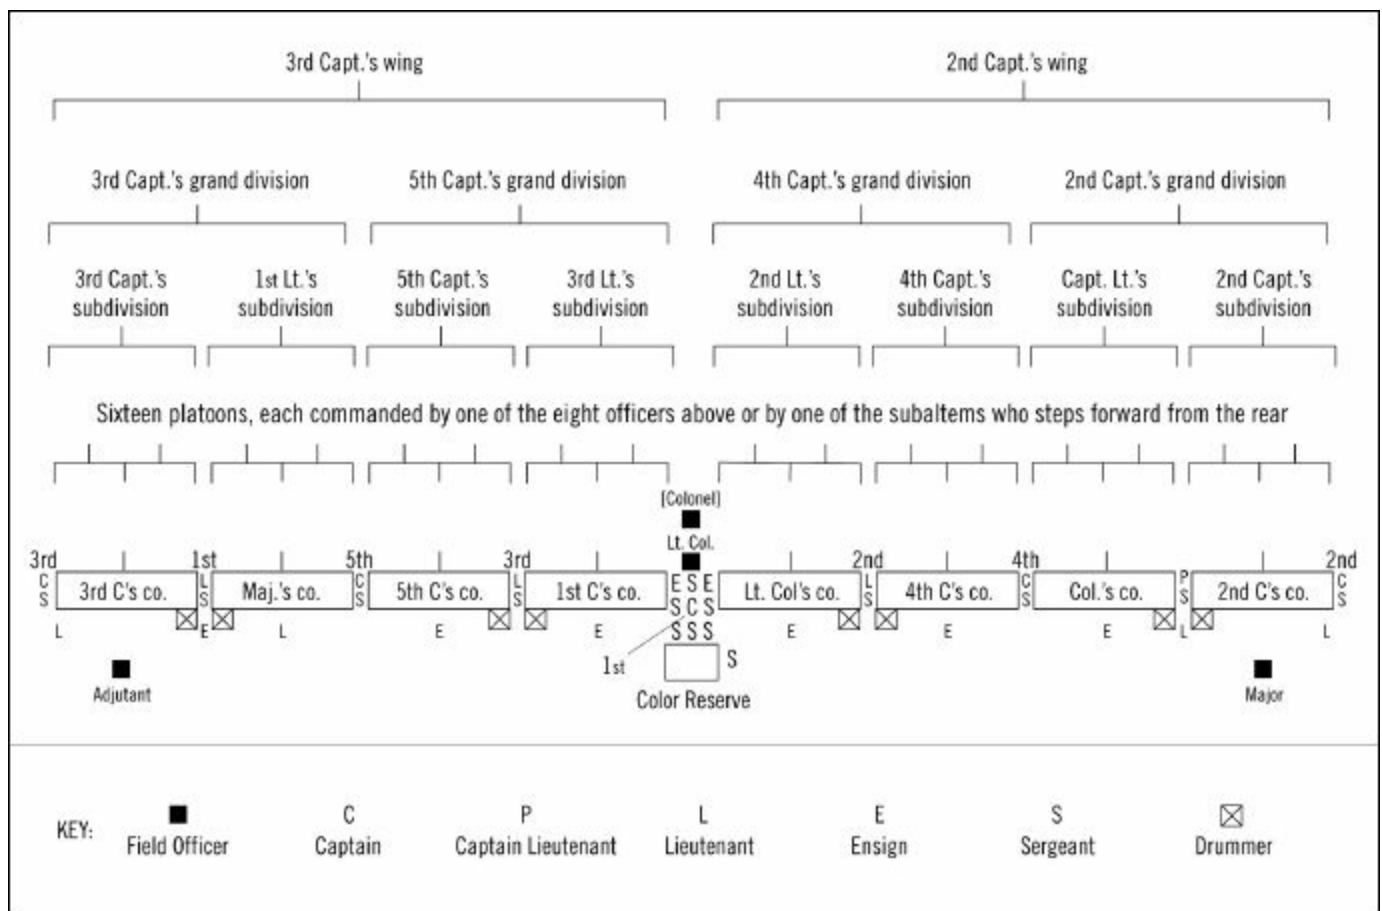 3rd Capt.'s wing 2nd Capt.'s wing
3rd Capt.'s grand division 5th Capt.'s grand division 4th Capt.'s grand division 2nd Capt.'s grand division
3rd Capt.'s 1st Lt.'s 5th Capt.'s 3rd Lt.'s 2nd Lt.'s 4th Capt.'s Capt. Lt.'s 2nd Capt.'s
subdivision subdivision subdivision subdivision subdivision subdivision subdivision subdivision
Sixteen platoons, each commanded by one of the eight officers above or by one of the subaltems who steps forward from the rear
[Colonel]
Lt. Col.
3rd 1st 5th 3rd 2nd 4th 2nd
C L C L E S E L C P C
3rd C's co. Maj.'s co. 5th C's co. 1st C's co. Lt. Col's co. 4th C's co. Col.'s co. 2nd C's co.
S S S S S C S S S S S
L E L E E S S S E E E L L
1st S
Adjutant Color Reserve Major
KEY:
C P L E S
Field Officer Captain Captain Lieutenant Lieutenant Ensign Sergeant Drummer